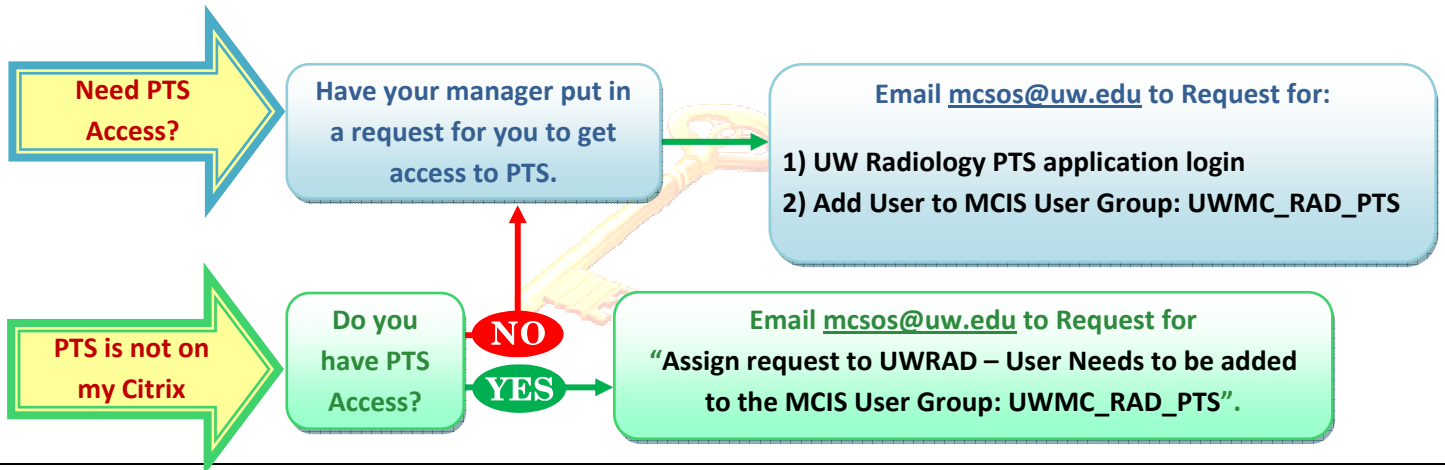 Need PTS
Access?
Have your manager put in
a request for you to get
access to PTS.
Email mcsos@uw.edu to Request for:
1) UW Radiology PTS application login
2) Add User to MCIS User Group: UWMC_RAD_PTS
PTS is not on
my Citrix
Do you
have PTS
Access?
NO
YES
Email mcsos@uw.edu to Request for
“Assign request to UWRAD – User Needs to be added
to the MCIS User Group: UWMC_RAD_PTS”.